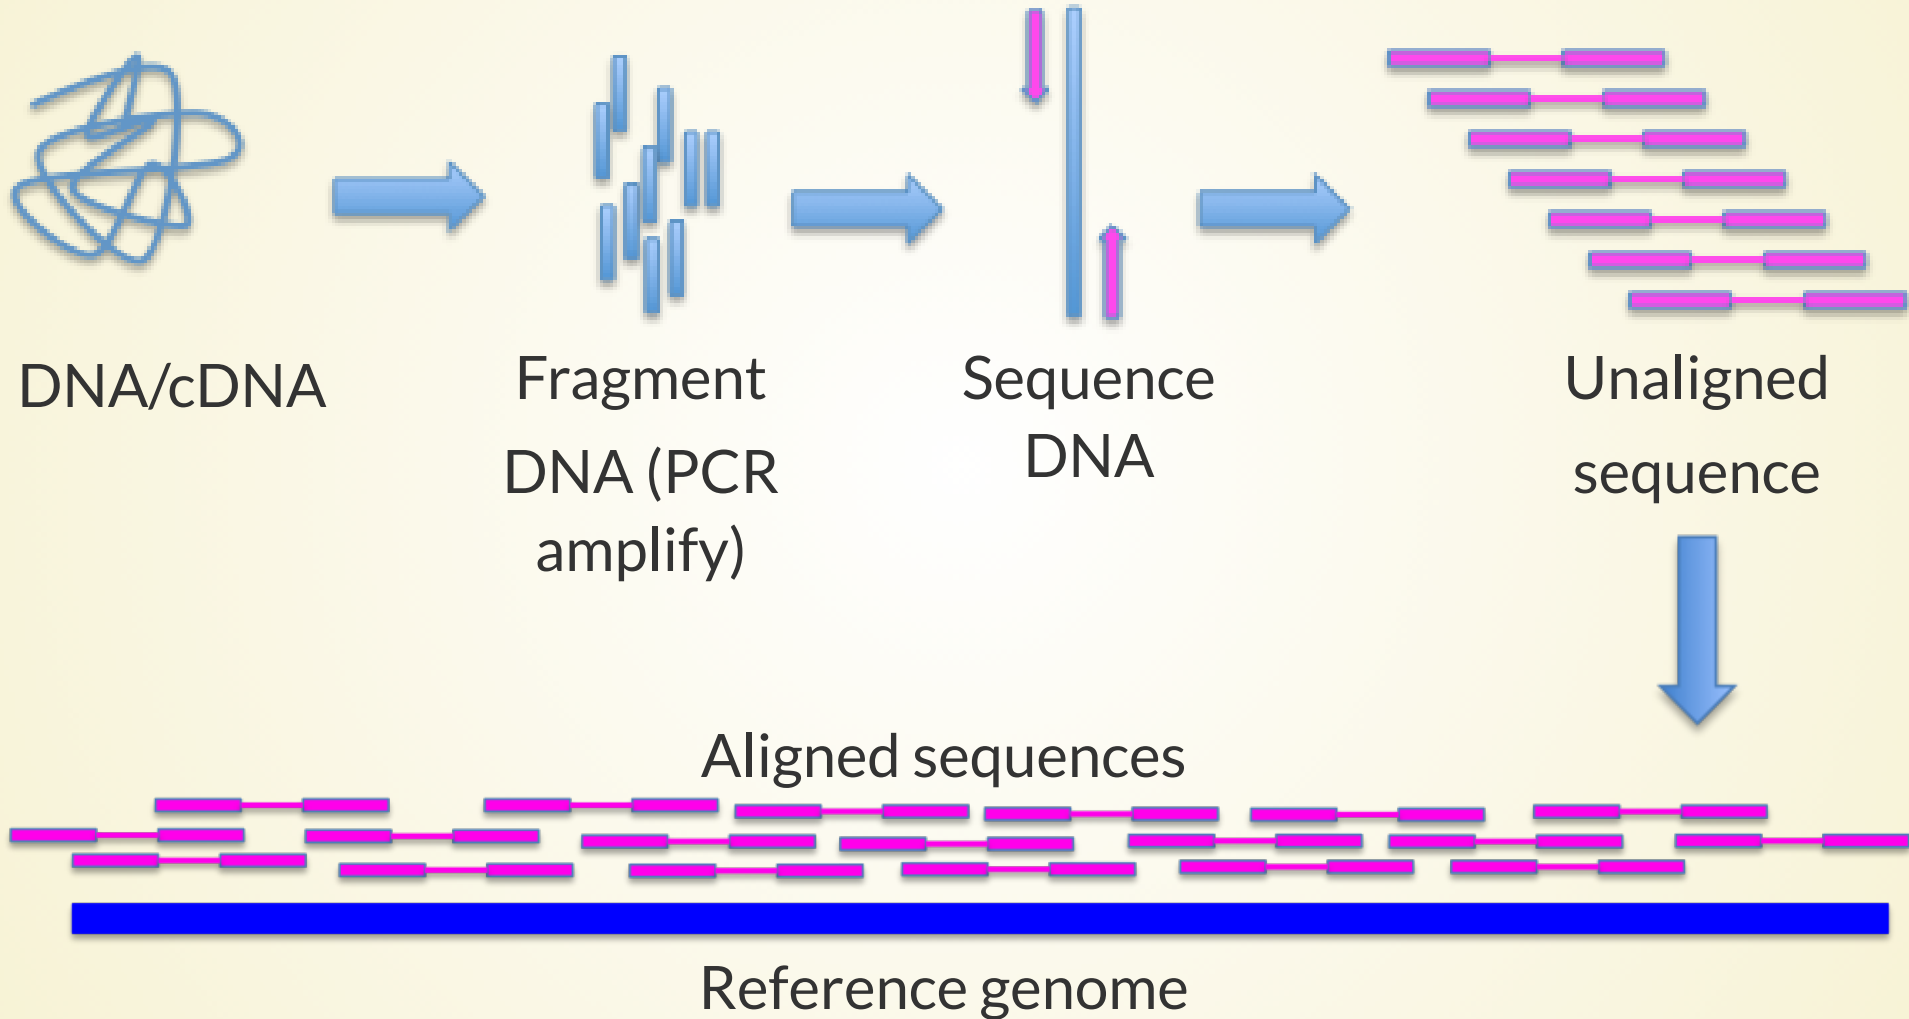 DNA/cDNA
Fragment
DNA (PCR
amplify)
Sequence
DNA
Unaligned
sequence
Aligned sequences
Reference genome